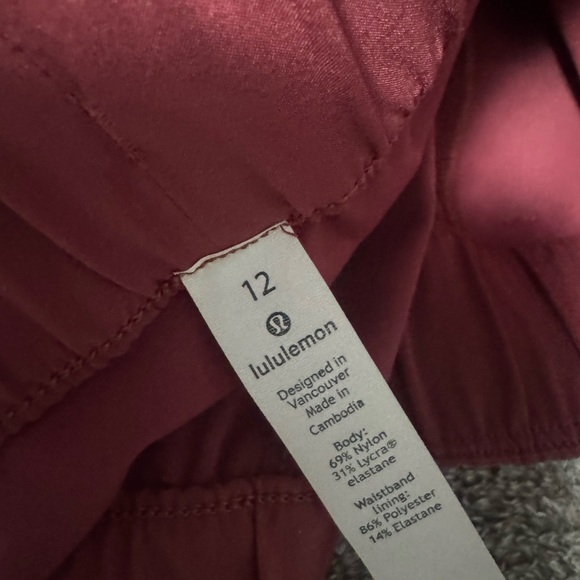 12
lululemon
Designed in
Vancouver
Made in
Cambodia
Body:
69% Nylon
31% Lycra®
elastane
Waistband
lining:
86% Polyester
14% Elastane